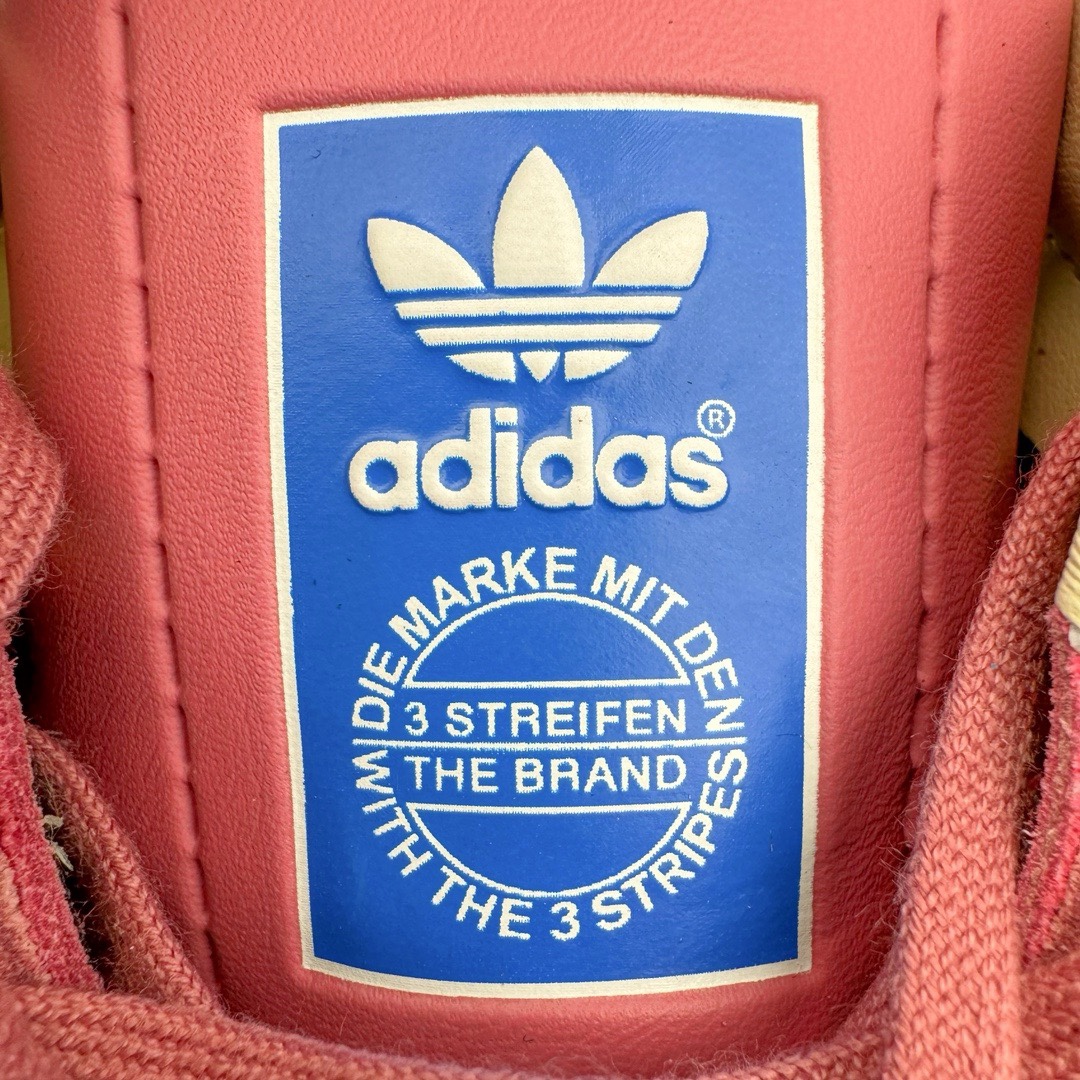 adidas®
DIE MARKE MIT DEN
3 STREIFEN
THE BRAND
WITH THE 3 STRIPES